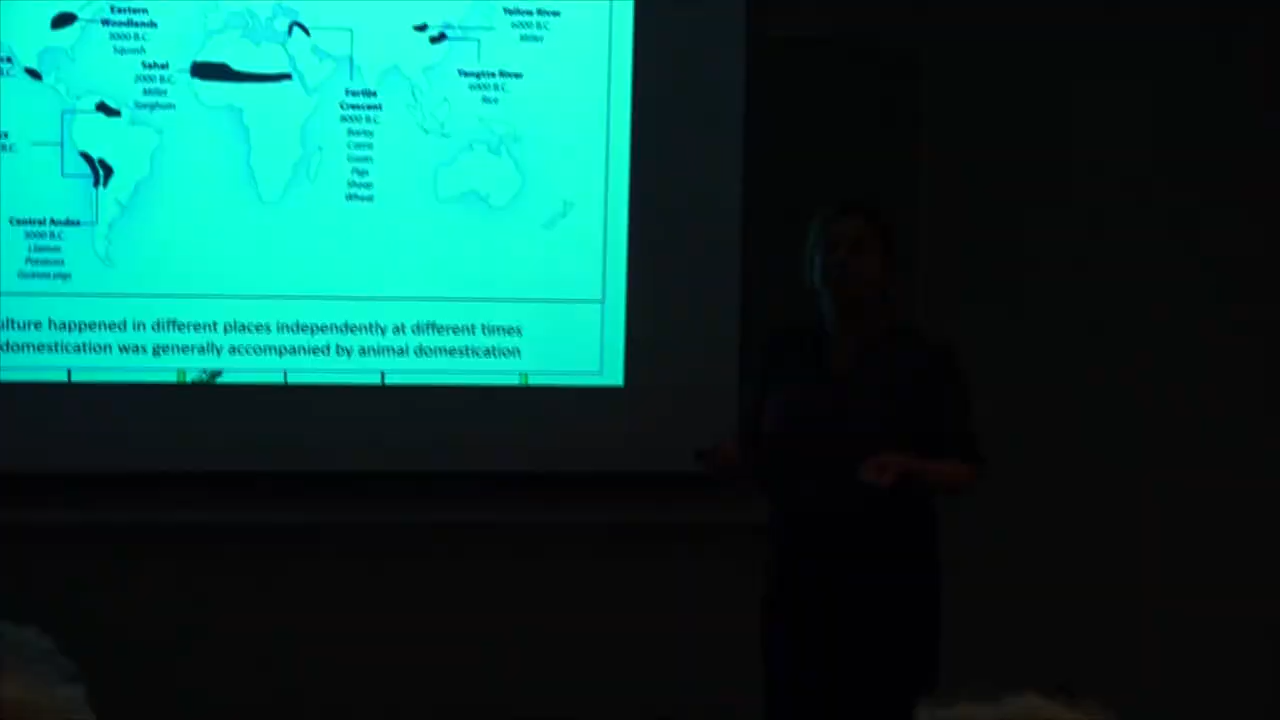 Eastern
Woodlands
3000 B.C.
Squash
Sahel
2000 B.C.
Millet
Sorghum
B.C.
B.C.
Central Andes
3000 B.C.
Llamas
Potatoes
Guinea pigs
Fertile
Crescent
8000 B.C.
Barley
Cattle
Goats
Pigs
Sheep
Wheat
Yellow River
6000 B.C.
Millet
Yangtze River
6000 B.C.
Rice
ulture happened in different places independently at different times
domestication was generally accompanied by animal domestication